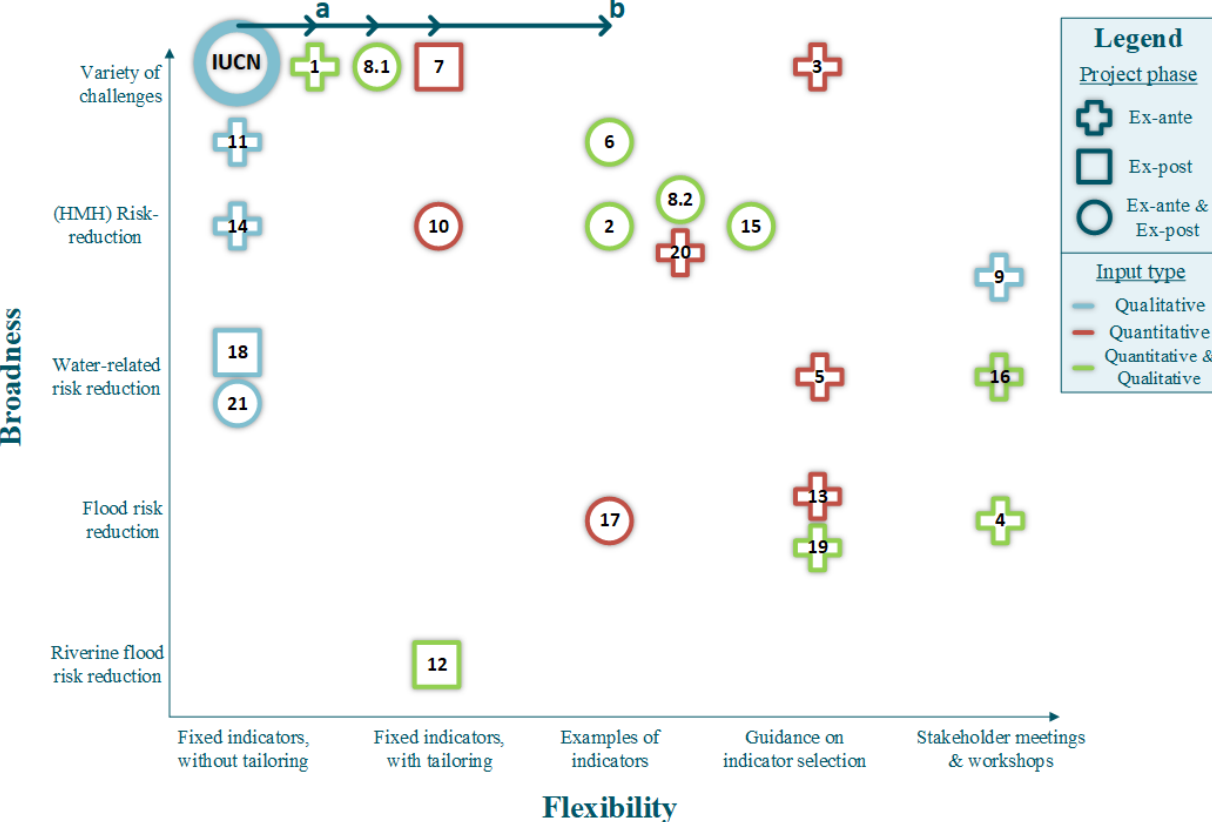 a
b
IUCN
1
8.1
7
3
Variety of
challenges
11
6
(HMH) Risk-
reduction
14
10
2
8.2
20
15
9
Water-related
risk reduction
18
21
5
16
Flood risk
reduction
17
13
19
4
Riverine flood
risk reduction
12
Broadness
Fixed indicators,
without tailoring
Fixed indicators,
with tailoring
Examples of
indicators
Guidance on
indicator selection
Stakeholder meetings
& workshops
Flexibility
Legend
Project phase
Ex-ante
Ex-post
Ex-ante &
Ex-post
Input type
Qualitative
Quantitative
Quantitative &
Qualitative